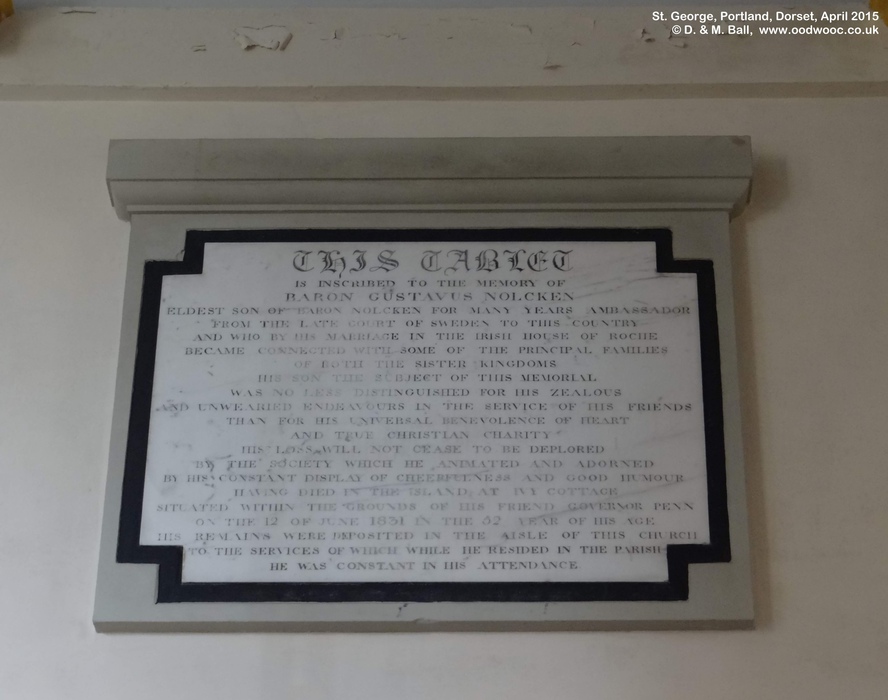 St. George, Portland, Dorset, April 2015
© D. & M. Ball, www.oodwooc.co.uk
THIS TABLET
IS INSCRIBED TO THE MEMORY OF
BARON GUSTAVUS NOLCKEN
ELDEST SON OF BARON NOLCKEN FOR MANY YEARS AMBASSADOR
FROM THE LATE COURT OF SWEDEN TO THIS COUNTRY
AND WHO BY HIS MARRIAGE IN THE IRISH HOUSE OF ROCHE
BECAME CONNECTED WITH SOME OF THE PRINCIPAL FAMILIES
OF BOTH THE SISTER KINGDOMS
HIS SON THE SUBJECT OF THIS MEMORIAL
WAS NO LESS DISTINGUISHED FOR HIS ZEALOUS
AND UNWEARIED ENDEAVOURS IN THE SERVICE OF HIS FRIENDS
THAN FOR HIS UNIVERSAL BENEVOLENCE OF HEART
AND TRUE CHRISTIAN CHARITY
HIS LOSS WILL NOT CEASE TO BE DEPLORED
BY THE SOCIETY WHICH HE ANIMATED AND ADORNED
BY HIS CONSTANT DISPLAY OF CHEERFULNESS AND GOOD HUMOUR
HAVING DIED IN THE ISLAND, AT IVY COTTAGE
SITUATED WITHIN THE GROUNDS OF HIS FRIEND GOVERNOR PENN
ON THE 12 OF JUNE 1831 IN THE 52 YEAR OF HIS AGE
HIS REMAINS WERE DEPOSITED IN THE AISLE OF THIS CHURCH
TO THE SERVICES OF WHICH WHILE HE RESIDED IN THE PARISH
HE WAS CONSTANT IN HIS ATTENDANCE